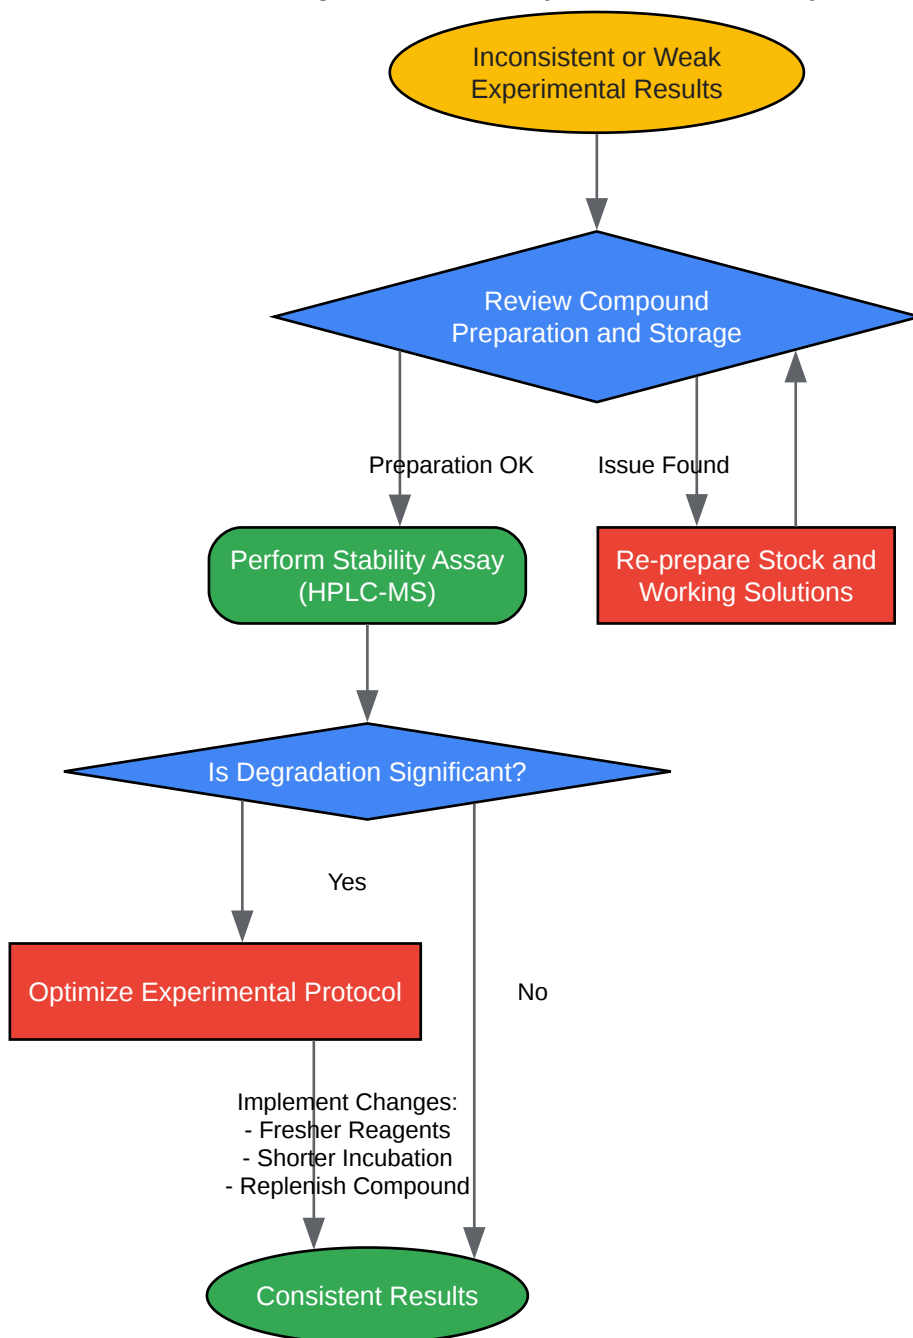 Inconsistent or Weak
Experimental Results
Review Compound
Preparation and Storage
Preparation OK
Issue Found
Perform Stability Assay
(HPLC-MS)
Re-prepare Stock and
Working Solutions
Is Degradation Significant?
Yes
Optimize Experimental Protocol
No
Implement Changes:
- Fresher Reagents
- Shorter Incubation
- Replenish Compound
Consistent Results